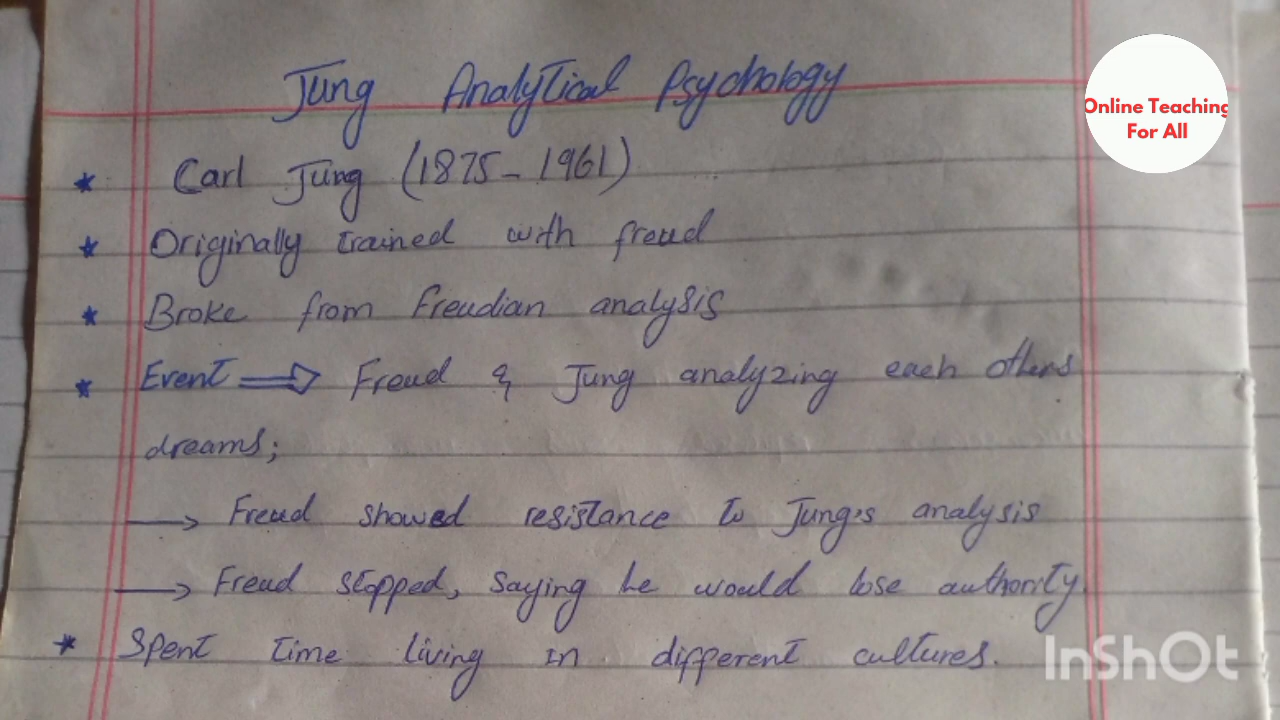 Jung Analytical Psychology
Online Teaching
For All
* Carl Jung (1875 - 1961)
* Originally trained with freud
* Broke from Freudian analysis
* Event ⇒ Freud & Jung analyzing each others
dreams;
→ Freud showed resistance to Jung's analysis
→ Freud stopped, saying he would lose authority.
* Spent time living in different cultures.
InShOt